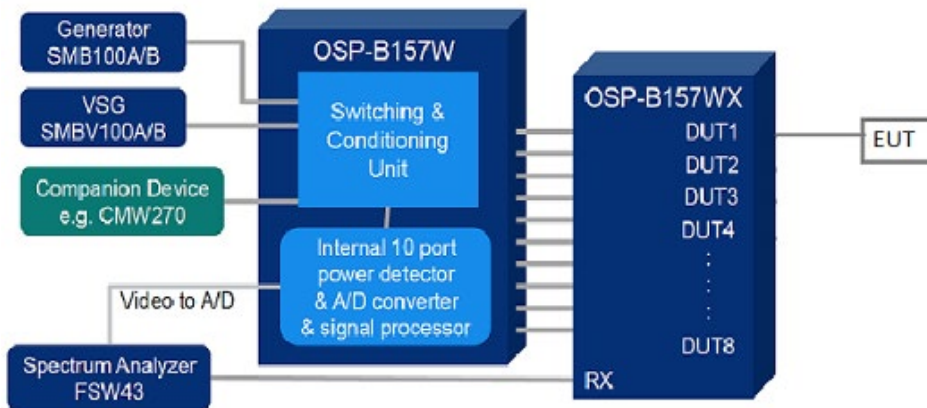 Generator
SMB100A/B
VSG
SMBV100A/B
Companion Device
e.g. CMW270
Video to A/D
Spectrum Analyzer
FSW43
OSP-B157W
Switching &
Conditioning
Unit
Internal 10 port
power detector
& A/D converter
& signal processor
OSP-B157WX
DUT1
DUT2
DUT3
DUT4
:
:
DUT8
RX
EUT